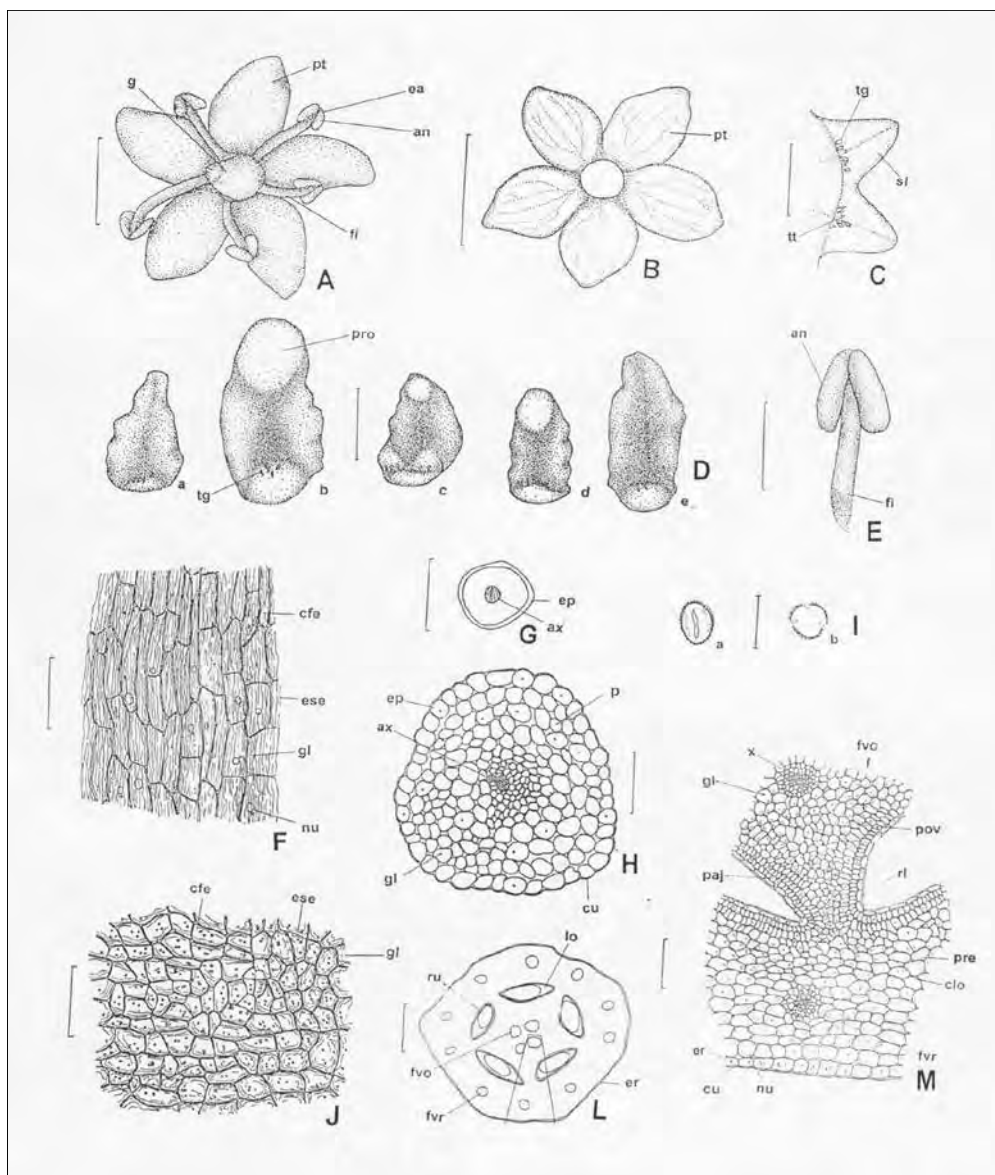 g
pt
ea
an
fi
A
pt
B
tg
sl
tt
C
pro
tg
a
b
c
d
e
D
an
fi
E
cfe
ese
gl
nu
F
ep
ax
G
a
b
I
ep
ax
p
gl
cu
H
x
fvo
gl
pov
paj
rl
pre
clo
er
fvr
cu
nu
M
cfe
ese
gl
J
lo
ru
fvo
fvr
er
L